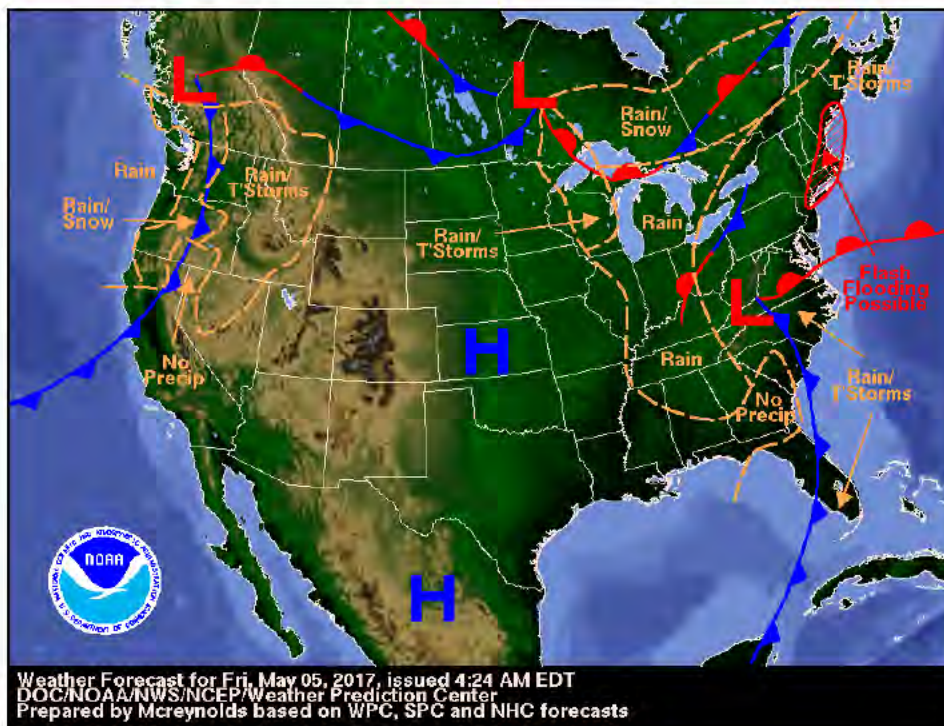 L
L
Rain/
T'Storms
Rain/
Snow
Rain
Rain/
T'Storms
Rain/
Snow
Rain/
T'Storms
Rain
Flash
Flooding
Possible
L
H
No
Precip
Rain
No
Precip
Rain/
T'Storms
H
NOAA
Weather Forecast for Fri, May 05, 2017, issued 4:24 AM EDT
DOC/NOAA/NWS/NCEP/Weather Prediction Center
Prepared by Mcreynolds based on WPC, SPC and NHC forecasts